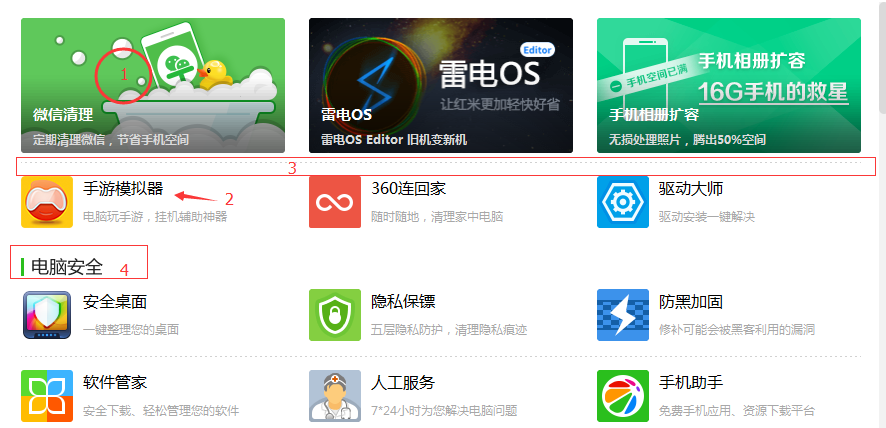 1
微信清理
定期清理微信，节省手机空间
Editor
雷电OS
让红米更加轻快好省
雷电OS
雷电OS Editor 旧机变新机
手机空间已满
手机相册扩容
16G手机的救星
手机相册扩容
无损处理照片，腾出50%空间
3
手游模拟器
2
电脑玩手游，挂机辅助神器
360连回家
随时随地，清理家中电脑
驱动大师
驱动安装一键解决
电脑安全
4
安全桌面
一键整理您的桌面
隐私保镖
五层隐私防护，清理隐私痕迹
防黑加固
修补可能会被黑客利用的漏洞
软件管家
安全下载、轻松管理您的软件
人工服务
7*24小时为您解决电脑问题
手机助手
免费手机应用、资源下载平台